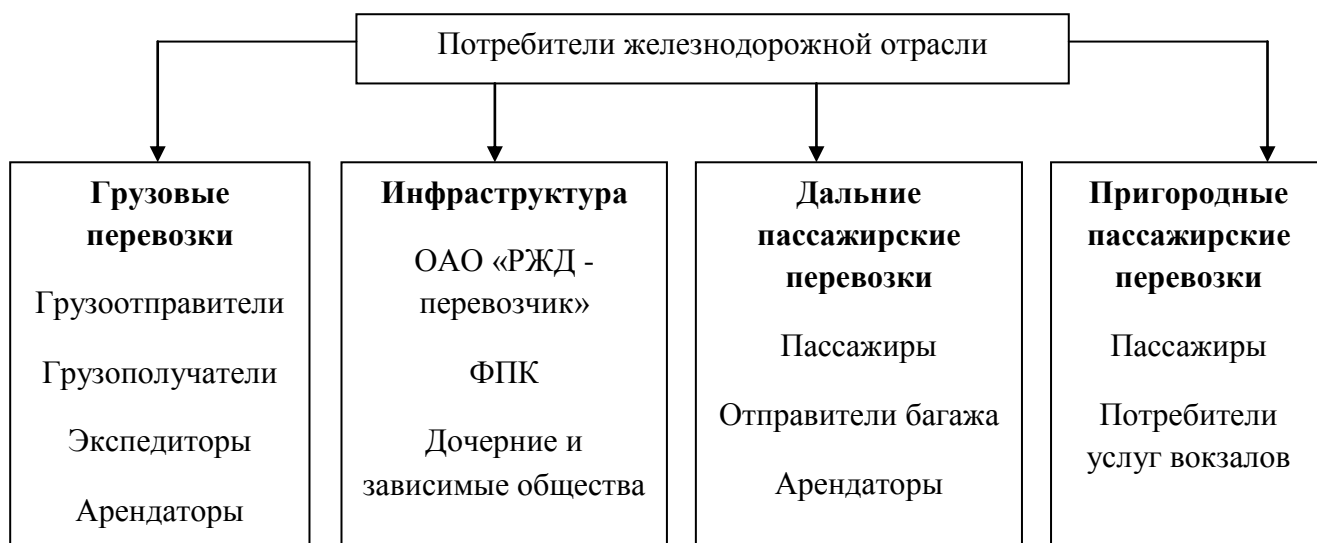 Потребители железнодорожной отрасли
Грузовые
перевозки
Грузоотправители
Грузополучатели
Экспедиторы
Арендаторы
Инфраструктура
ОАО «РЖД -
перевозчик»
ФПК
Дочерние и
зависимые общества
Дальние
пассажирские
перевозки
Пассажиры
Отправители багажа
Арендаторы
Пригородные
пассажирские
перевозки
Пассажиры
Потребители
услуг вокзалов